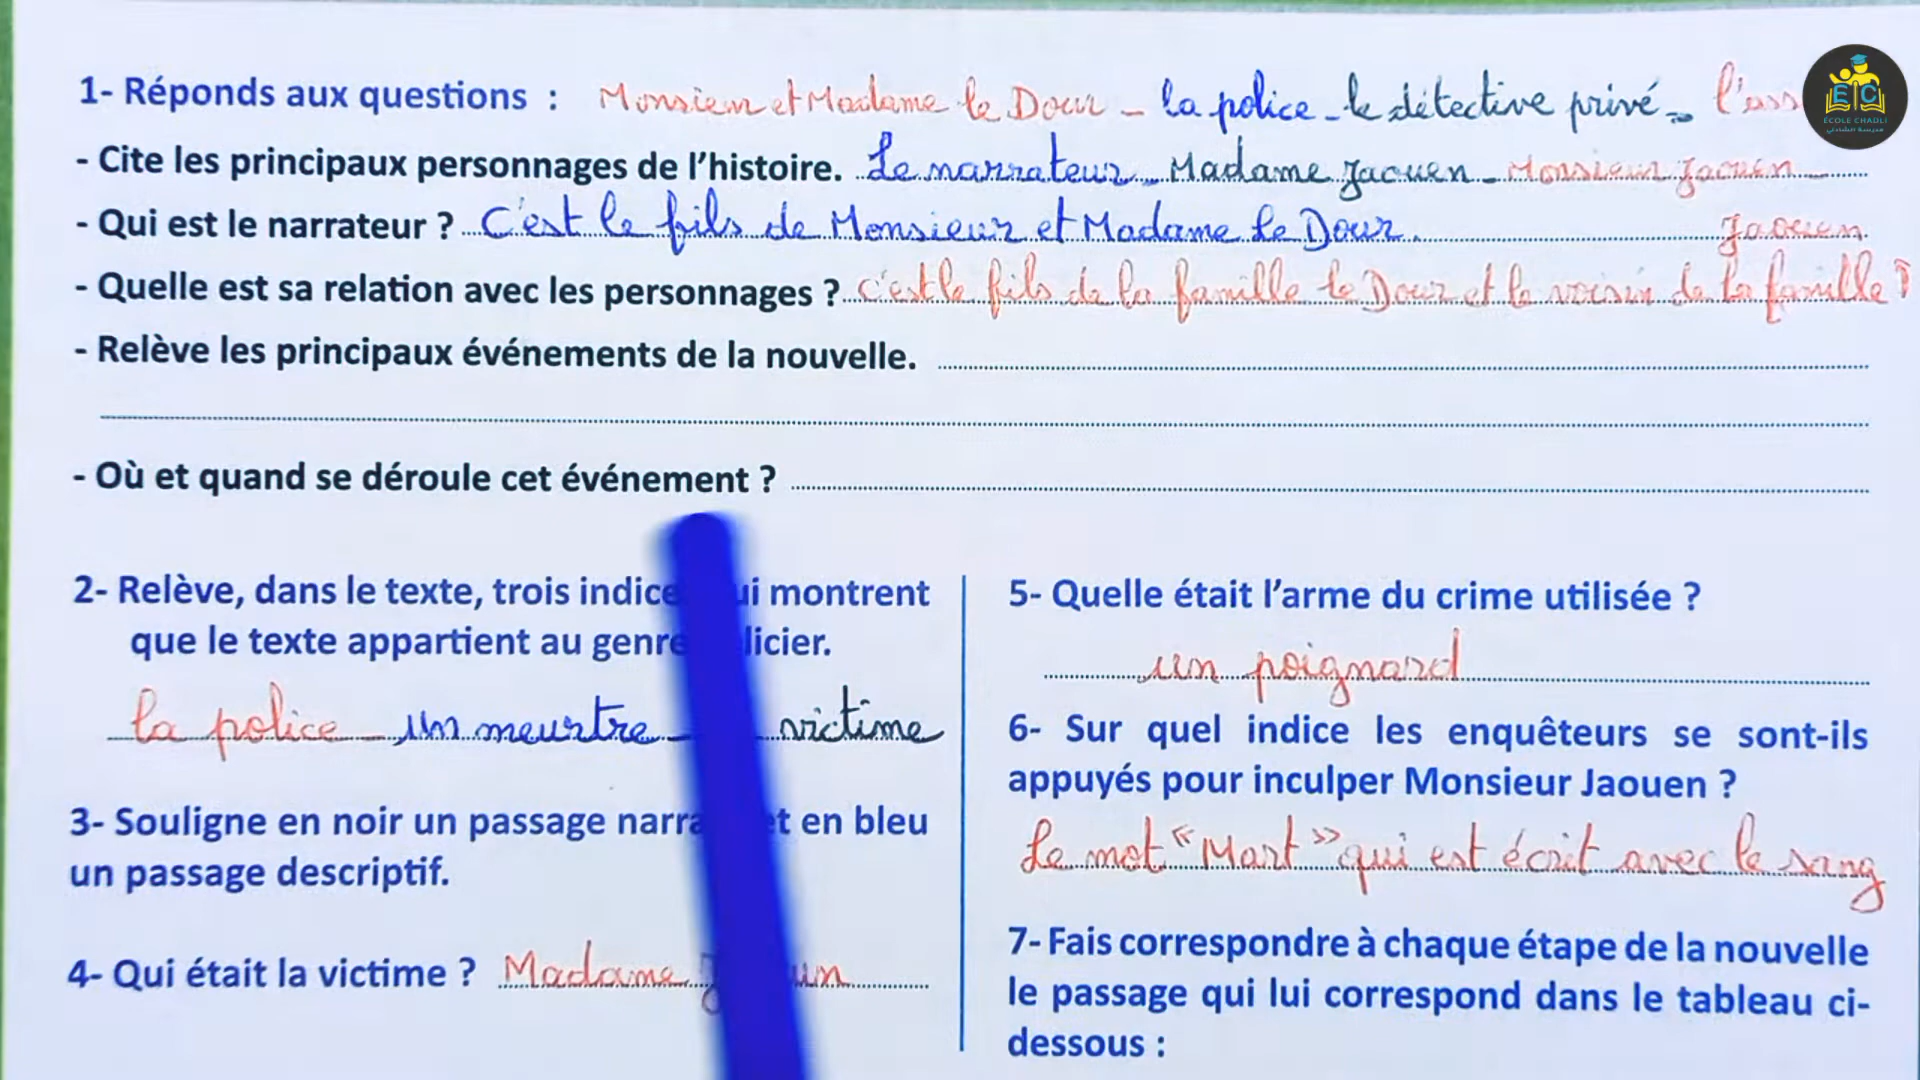 1- Réponds aux questions : Monsieur et Madame le Dour - la police - le détective privé - l'ass
- Cite les principaux personnages de l'histoire. Le narrateur - Madame Jaouen - Monsieur Jaouen -
- Qui est le narrateur ? C'est le fils de Monsieur et Madame le Dour.
Jaouen.
- Quelle est sa relation avec les personnages ? C'est le fils de la famille le Dour et le voisin de la famille
- Relève les principaux événements de la nouvelle.
- Où et quand se déroule cet événement ?
2- Relève, dans le texte, trois indice ui montrent
que le texte appartient au genre licier.
la police - un meurtre - victime
3- Souligne en noir un passage narra et en bleu
un passage descriptif.
4- Qui était la victime ? Madame
5- Quelle était l'arme du crime utilisée ?
un poignard
6- Sur quel indice les enquêteurs se sont-ils
appuyés pour inculper Monsieur Jaouen ?
Le mot "Mart" qui est écrit avec le sang
7- Fais correspondre à chaque étape de la nouvelle
le passage qui lui correspond dans le tableau ci-
dessous :
EC
ÉCOLE CHADLI
مدرسة الشاذلي